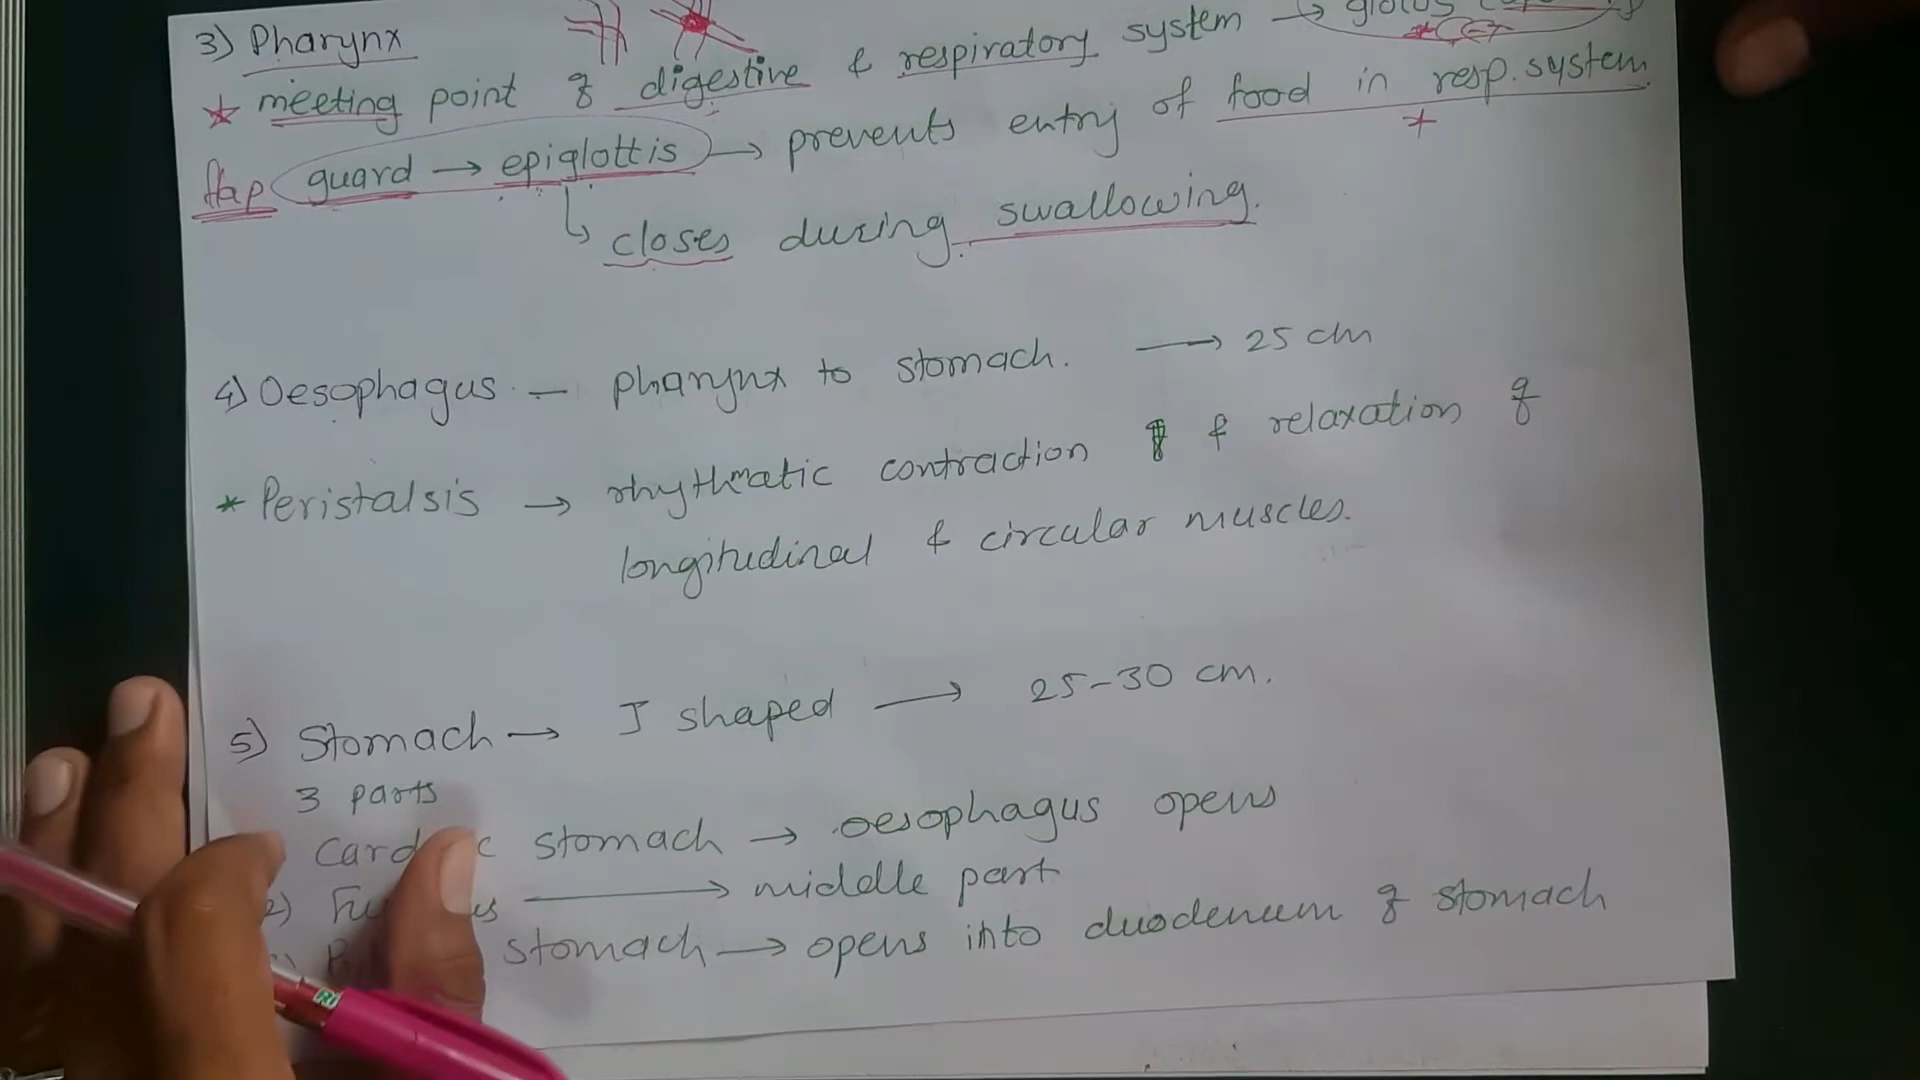 3) Pharynx
* meeting point of digestive & respiratory system →
flap guard → epiglottis → prevents entry of food in resp. system
↳ closes during swallowing.
4) Oesophagus - pharynx to stomach. → 25 cm
* Peristalsis → rhythmatic contraction & relaxation of
longitudinal & circular muscles.
5) Stomach → J shaped → 25-30 cm.
3 parts
stomach → oesophagus opens
2) → middle part
stomach → opens into duodenum of stomach